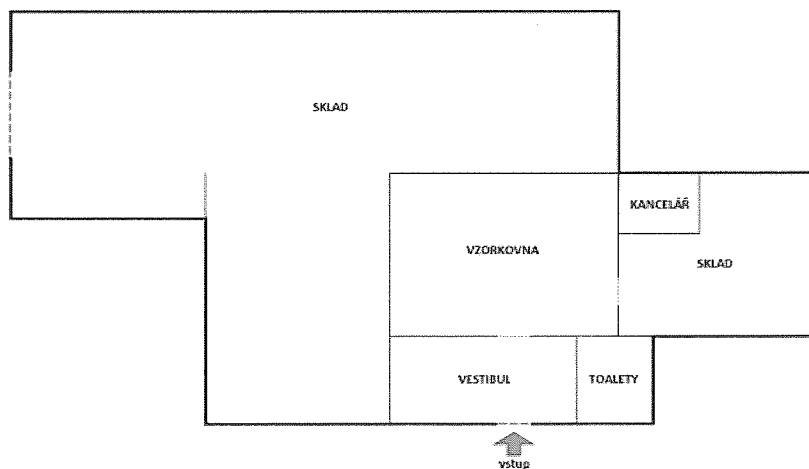 SKLAD
KANCELÁŘ
VZORKOVNA
SKLAD
VESTIBUL
TOALETY
vstup